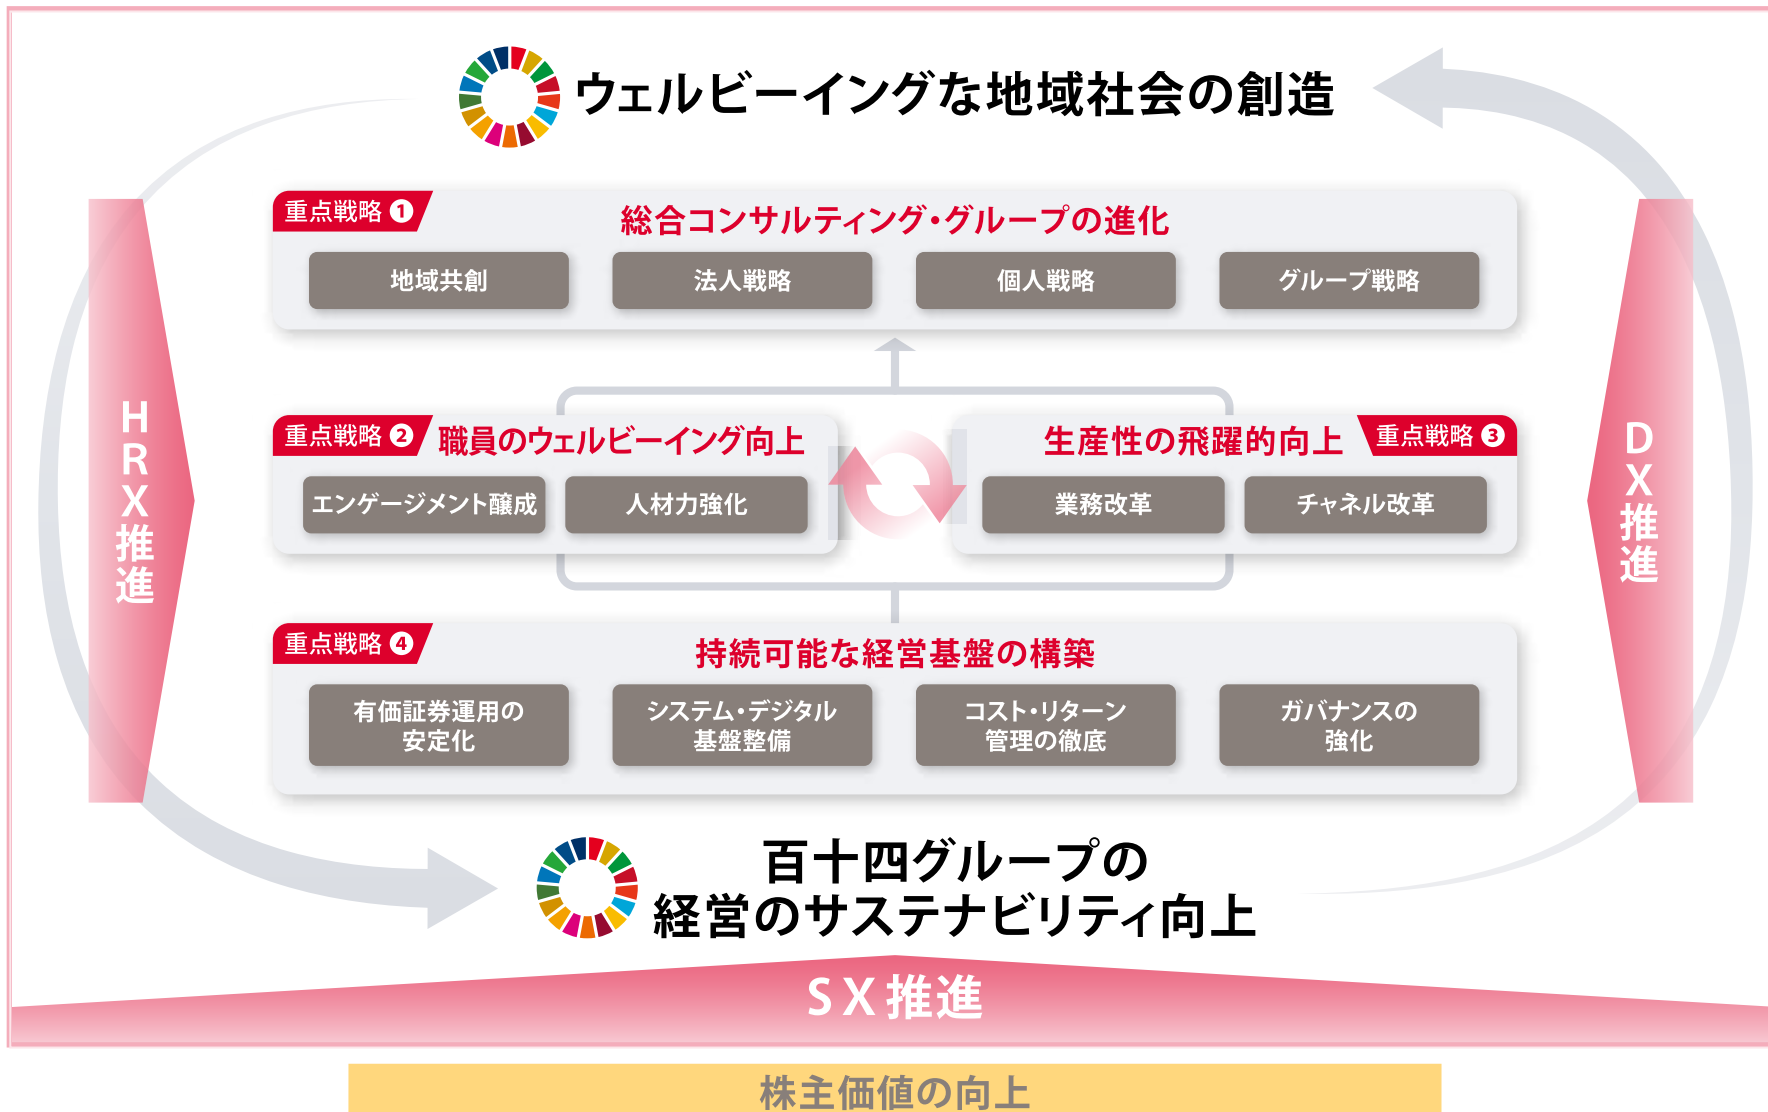 ウェルビーイングな地域社会の創造
重点戦略 1
総合コンサルティング・グループの進化
地域共創
法人戦略
個人戦略
グループ戦略
HRX推進
DX推進
重点戦略 2
職員のウェルビーイング向上
エンゲージメント醸成
人材力強化
生産性の飛躍的向上
重点戦略 3
業務改革
チャネル改革
重点戦略 4
持続可能な経営基盤の構築
有価証券運用の
安定化
システム・デジタル
基盤整備
コスト・リターン
管理の徹底
ガバナンスの
強化
百十四グループの
経営のサステナビリティ向上
SX推進
株主価値の向上